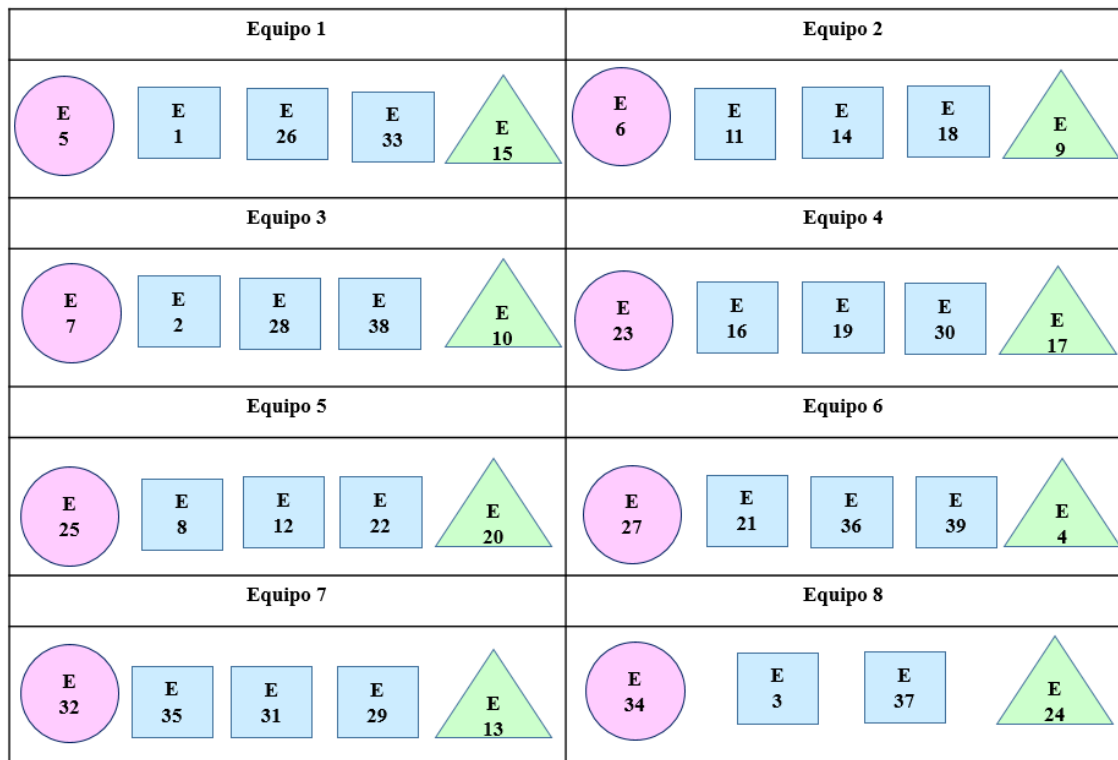 Equipo 1
Equipo 2
E
5
E
1
E
26
E
33
E
15
E
6
E
11
E
14
E
18
E
9
Equipo 3
Equipo 4
E
7
E
2
E
28
E
38
E
10
E
23
E
16
E
19
E
30
E
17
Equipo 5
Equipo 6
E
25
E
8
E
12
E
22
E
20
E
27
E
21
E
36
E
39
E
4
Equipo 7
Equipo 8
E
32
E
35
E
31
E
29
E
13
E
34
E
3
E
37
E
24